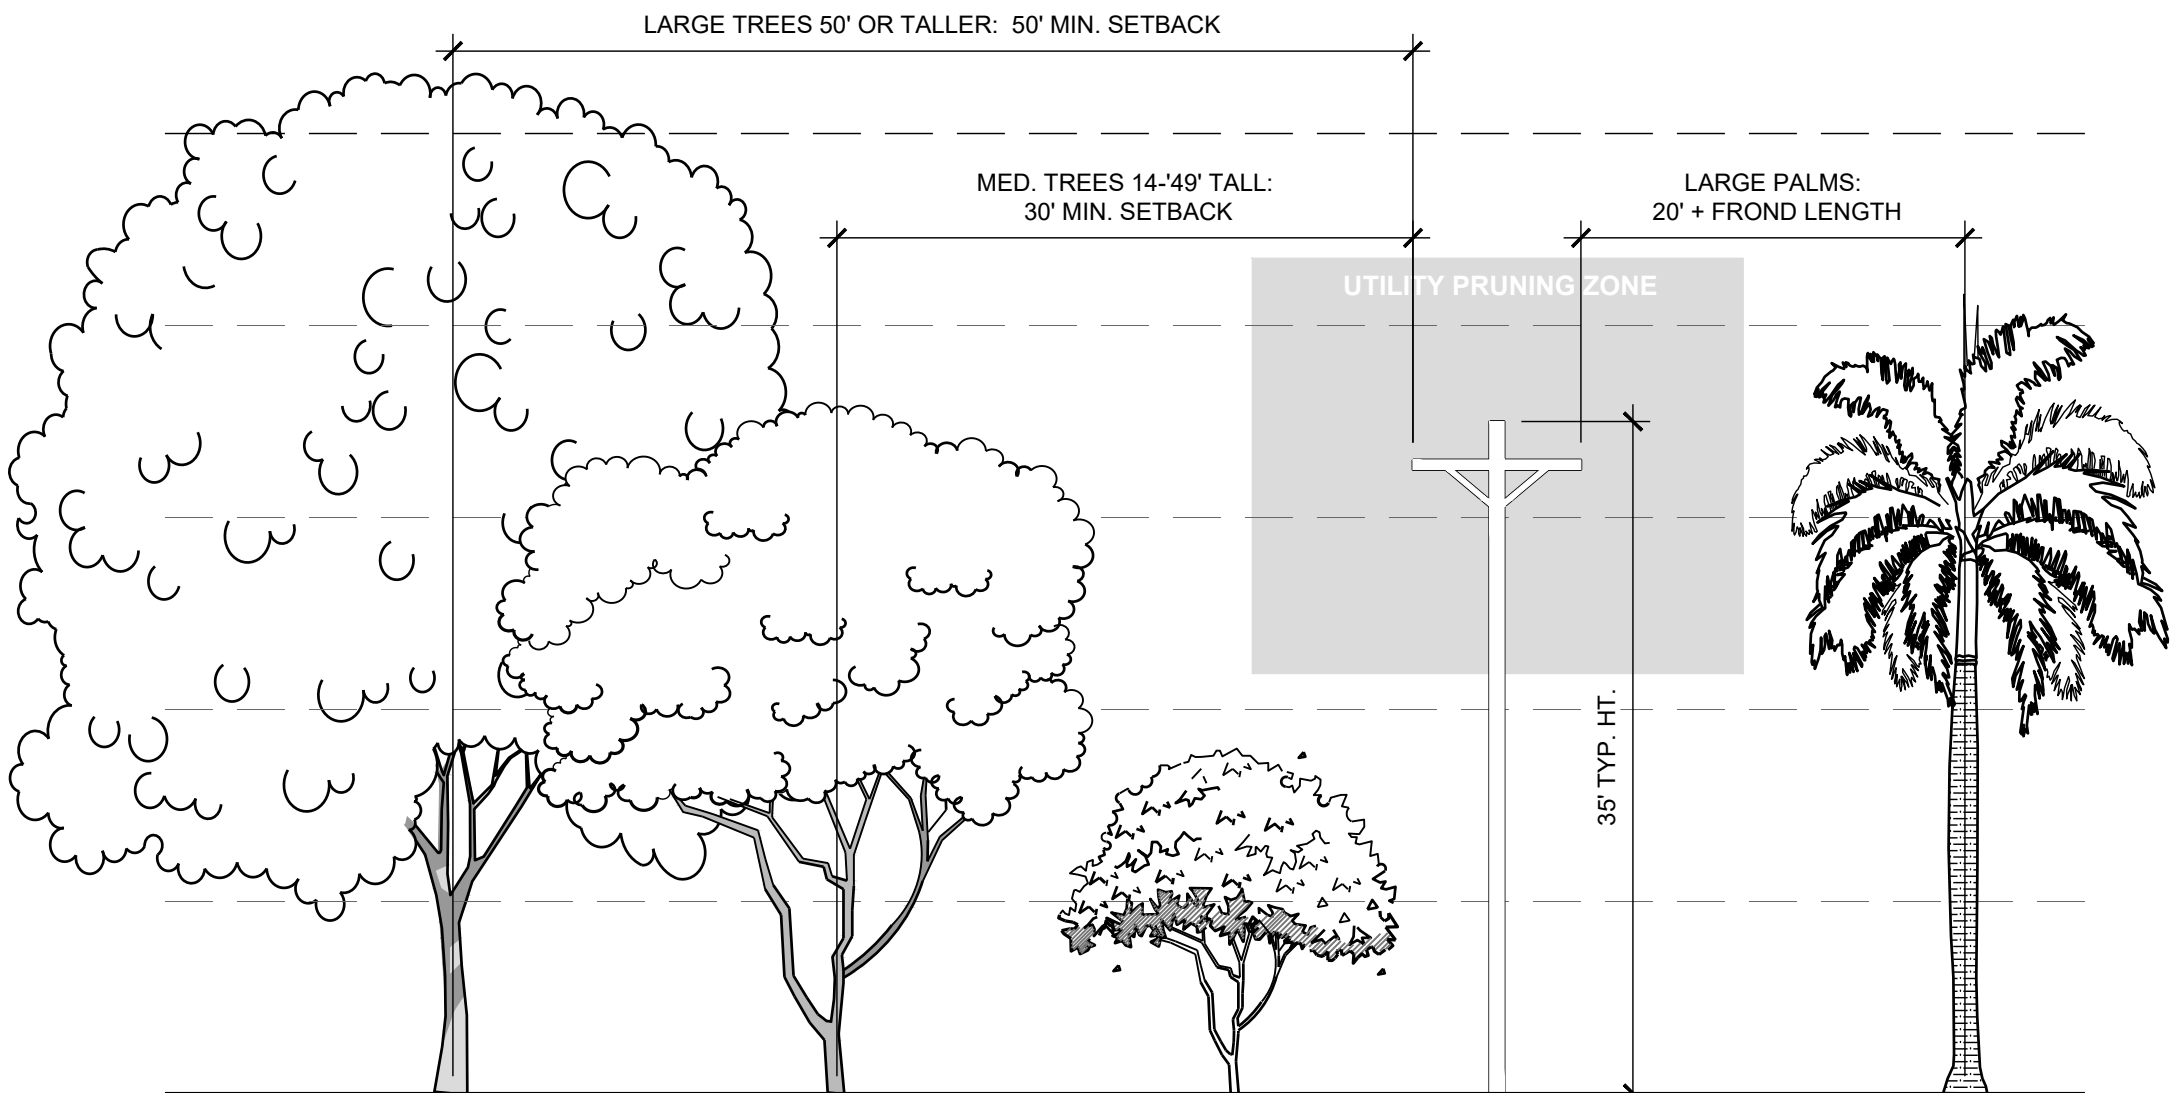 LARGE TREES 50' OR TALLER:  50' MIN. SETBACK
MED. TREES 14-'49' TALL:
30' MIN. SETBACK
LARGE PALMS:
20' + FROND LENGTH
UTILITY PRUNING ZONE
35' TYP. HT.